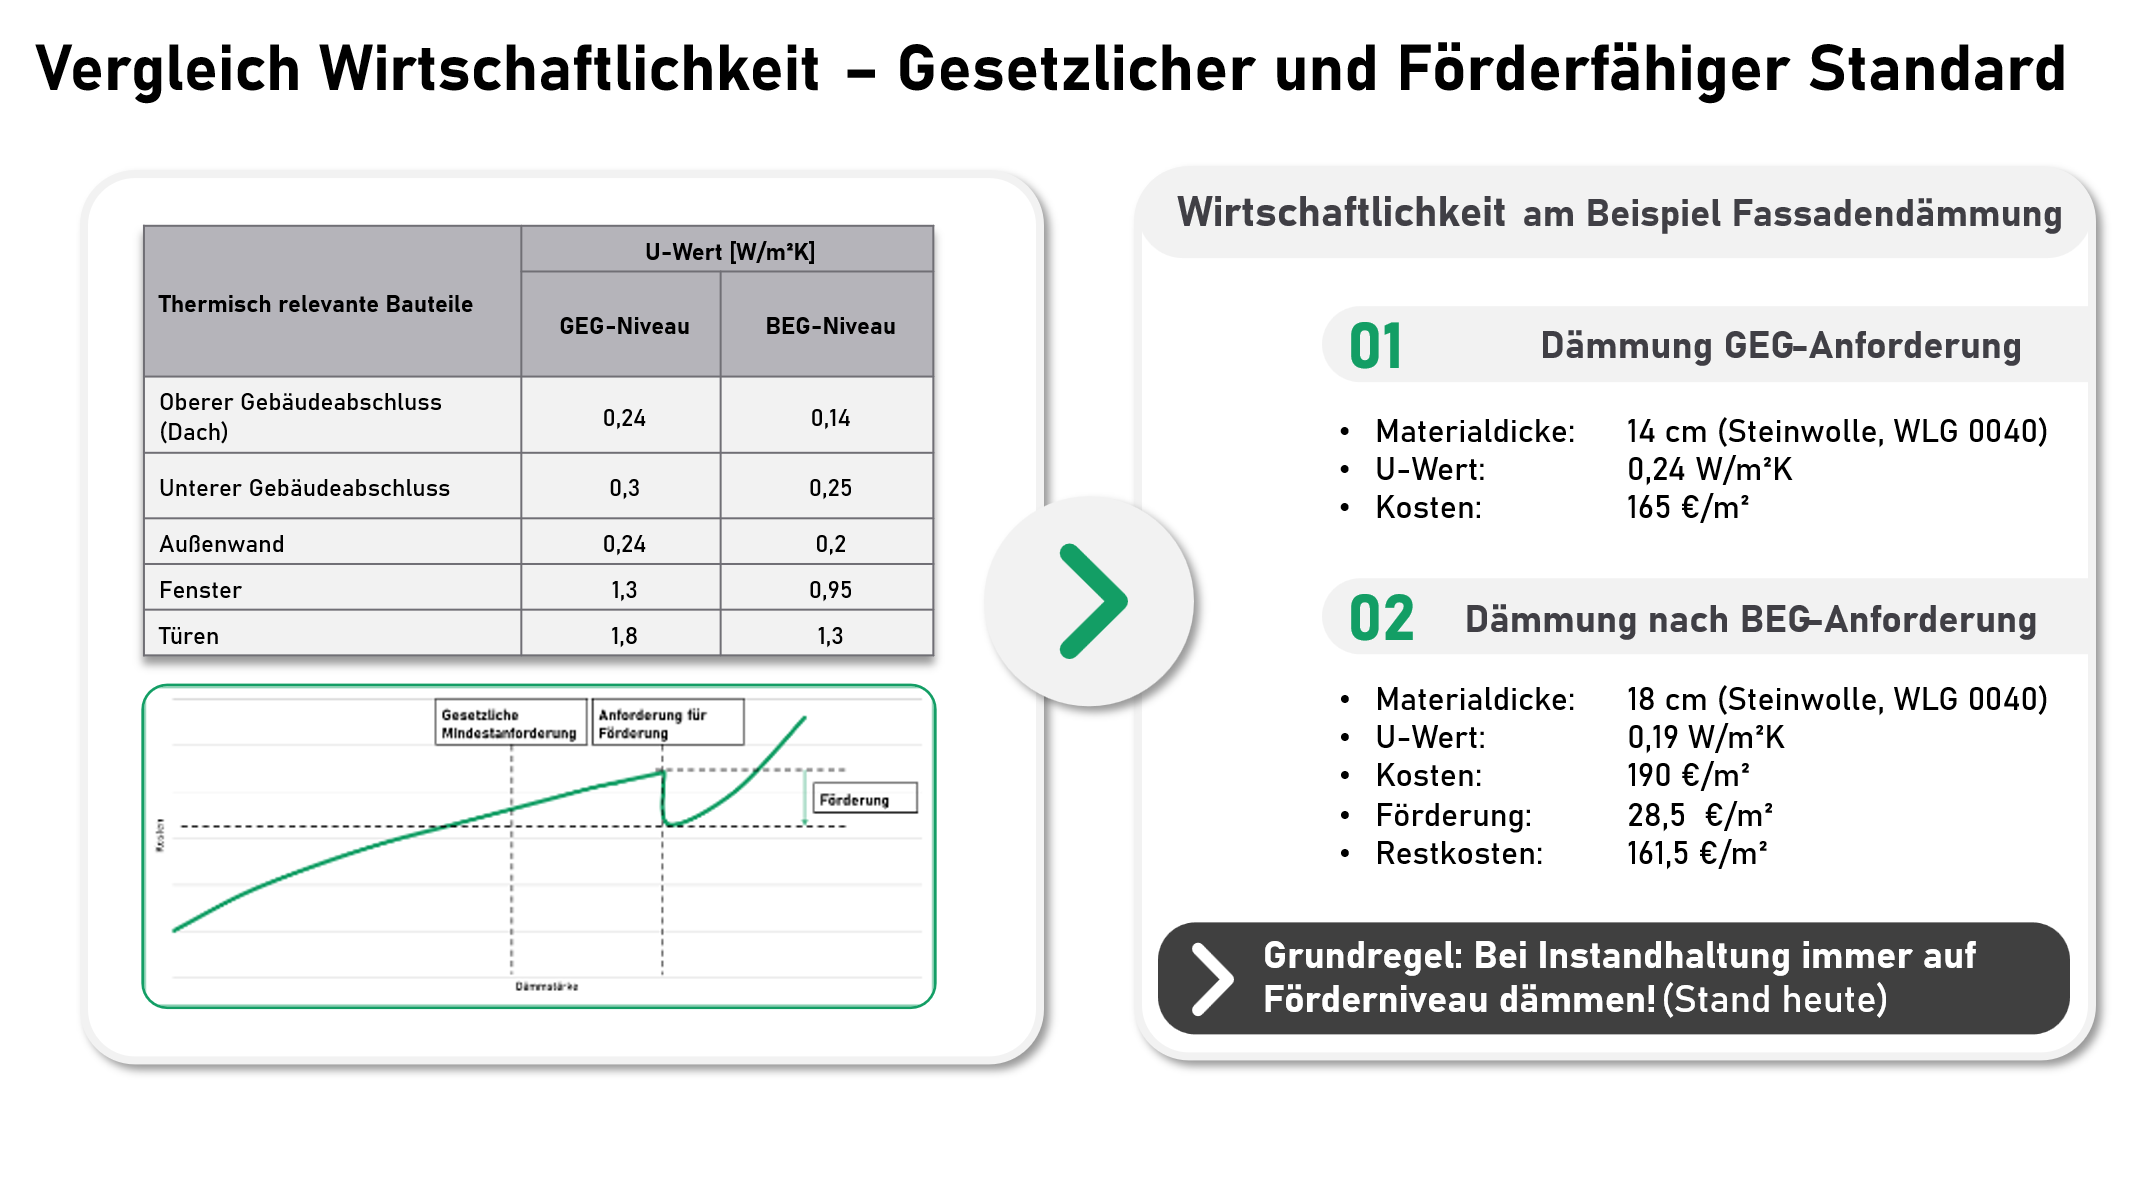 Vergleich Wirtschaftlichkeit – Gesetzlicher und Förderfähiger Standard
Thermisch relevante Bauteile
U-Wert [W/m²K]
GEG-Niveau
BEG-Niveau
Oberer Gebäudeabschluss
(Dach)
0,24
0,14
Unterer Gebäudeabschluss
0,3
0,25
Außenwand
0,24
0,2
Fenster
1,3
0,95
Türen
1,8
1,3
Gesetzliche
Mindestanforderung
Anforderung für
Förderung
Förderung
Kosten
Dämmstärke
Wirtschaftlichkeit am Beispiel Fassadendämmung
01 Dämmung GEG-Anforderung
• Materialdicke: 14 cm (Steinwolle, WLG 0040)
• U-Wert: 0,24 W/m²K
• Kosten: 165 €/m²
02 Dämmung nach BEG-Anforderung
• Materialdicke: 18 cm (Steinwolle, WLG 0040)
• U-Wert: 0,19 W/m²K
• Kosten: 190 €/m²
• Förderung: 28,5 €/m²
• Restkosten: 161,5 €/m²
Grundregel: Bei Instandhaltung immer auf
Förderniveau dämmen! (Stand heute)